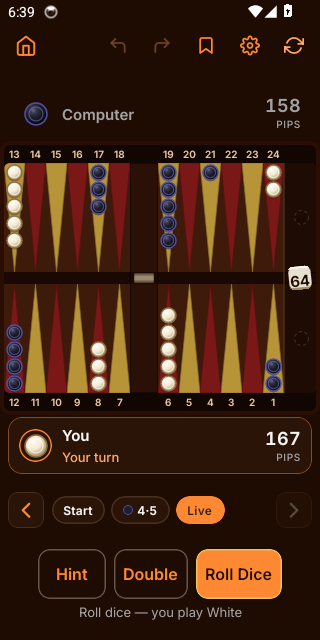 6:39
Computer
158
PIPS
13 14 15 16 17 18 19 20 21 22 23 24
64
12 11 10 9 8 7 6 5 4 3 2 1
You
Your turn
167
PIPS
Start 4·5 Live
Hint Double Roll Dice
Roll dice — you play White